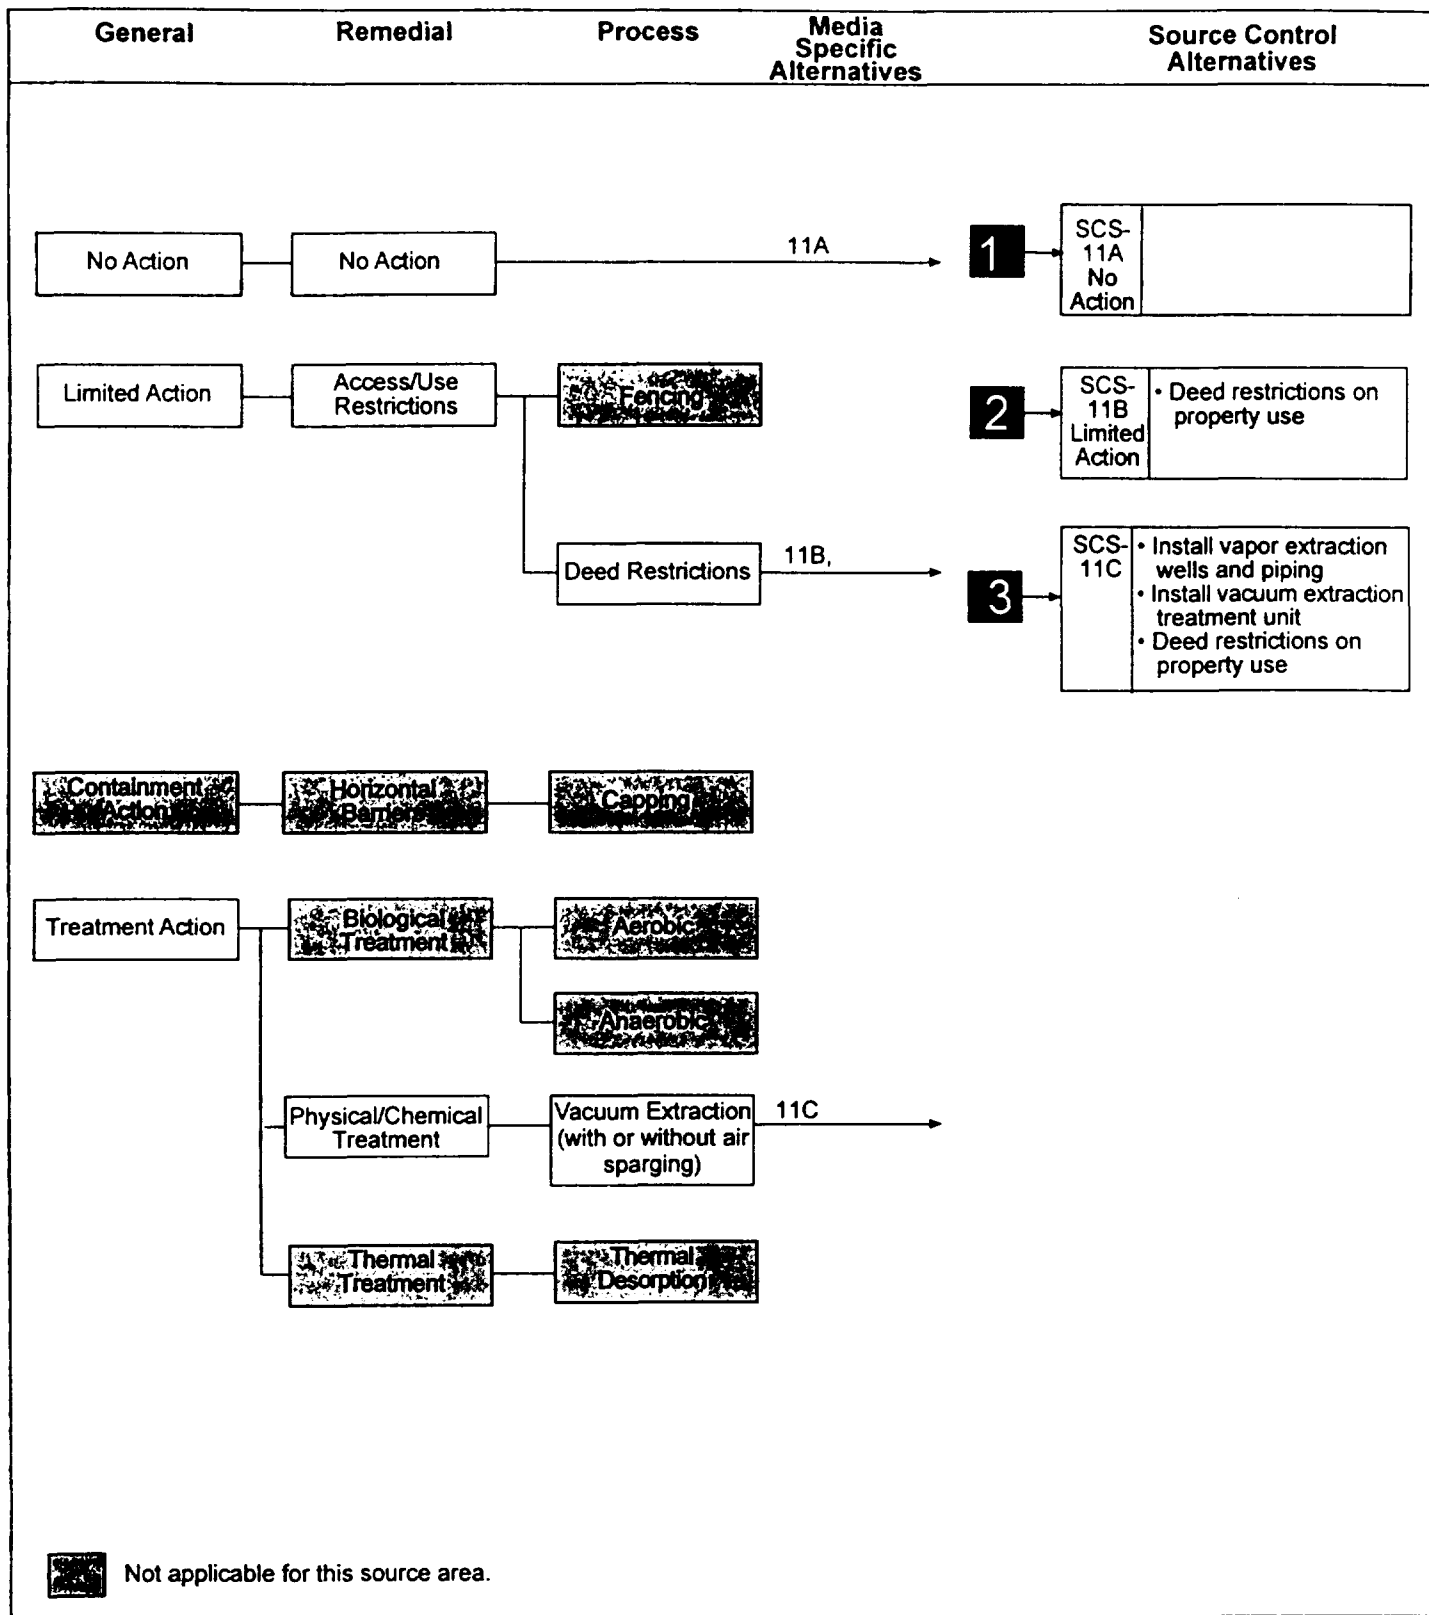 General
Remedial
Process
Media
Specific
Alternatives
Source Control
Alternatives
No Action
No Action
11A
1
SCS-
11A
No
Action
Limited Action
Access/Use
Restrictions
Fencing
2
SCS-
11B
Limited
Action
• Deed restrictions on
property use
Deed Restrictions
11B,
3
SCS-
11C
• Install vapor extraction
wells and piping
• Install vacuum extraction
treatment unit
• Deed restrictions on
property use
Containment
Action
Horizontal
Barriers
Capping
Treatment Action
Biological
Treatment
Aerobic
Anaerobic
Physical/Chemical
Treatment
Vacuum Extraction
(with or without air
sparging)
11C
Thermal
Treatment
Thermal
Desorption
Not applicable for this source area.